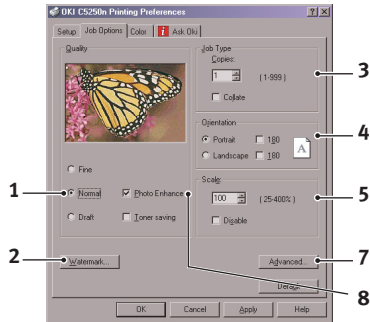 OKI C5250n Printing Preferences
Setup Job Options Color Ask Oki
Quality
Fine
Normal
Photo Enhance
Draft
Toner saving
Watermark...
Job Type
Copies:
1 (1-999)
Collate
Orientation
Portrait 180
Landscape 180
A
Scale:
100 (25-400%)
Disable
Advanced...
Default
OK Cancel Apply Help
1
2
3
4
5
7
8